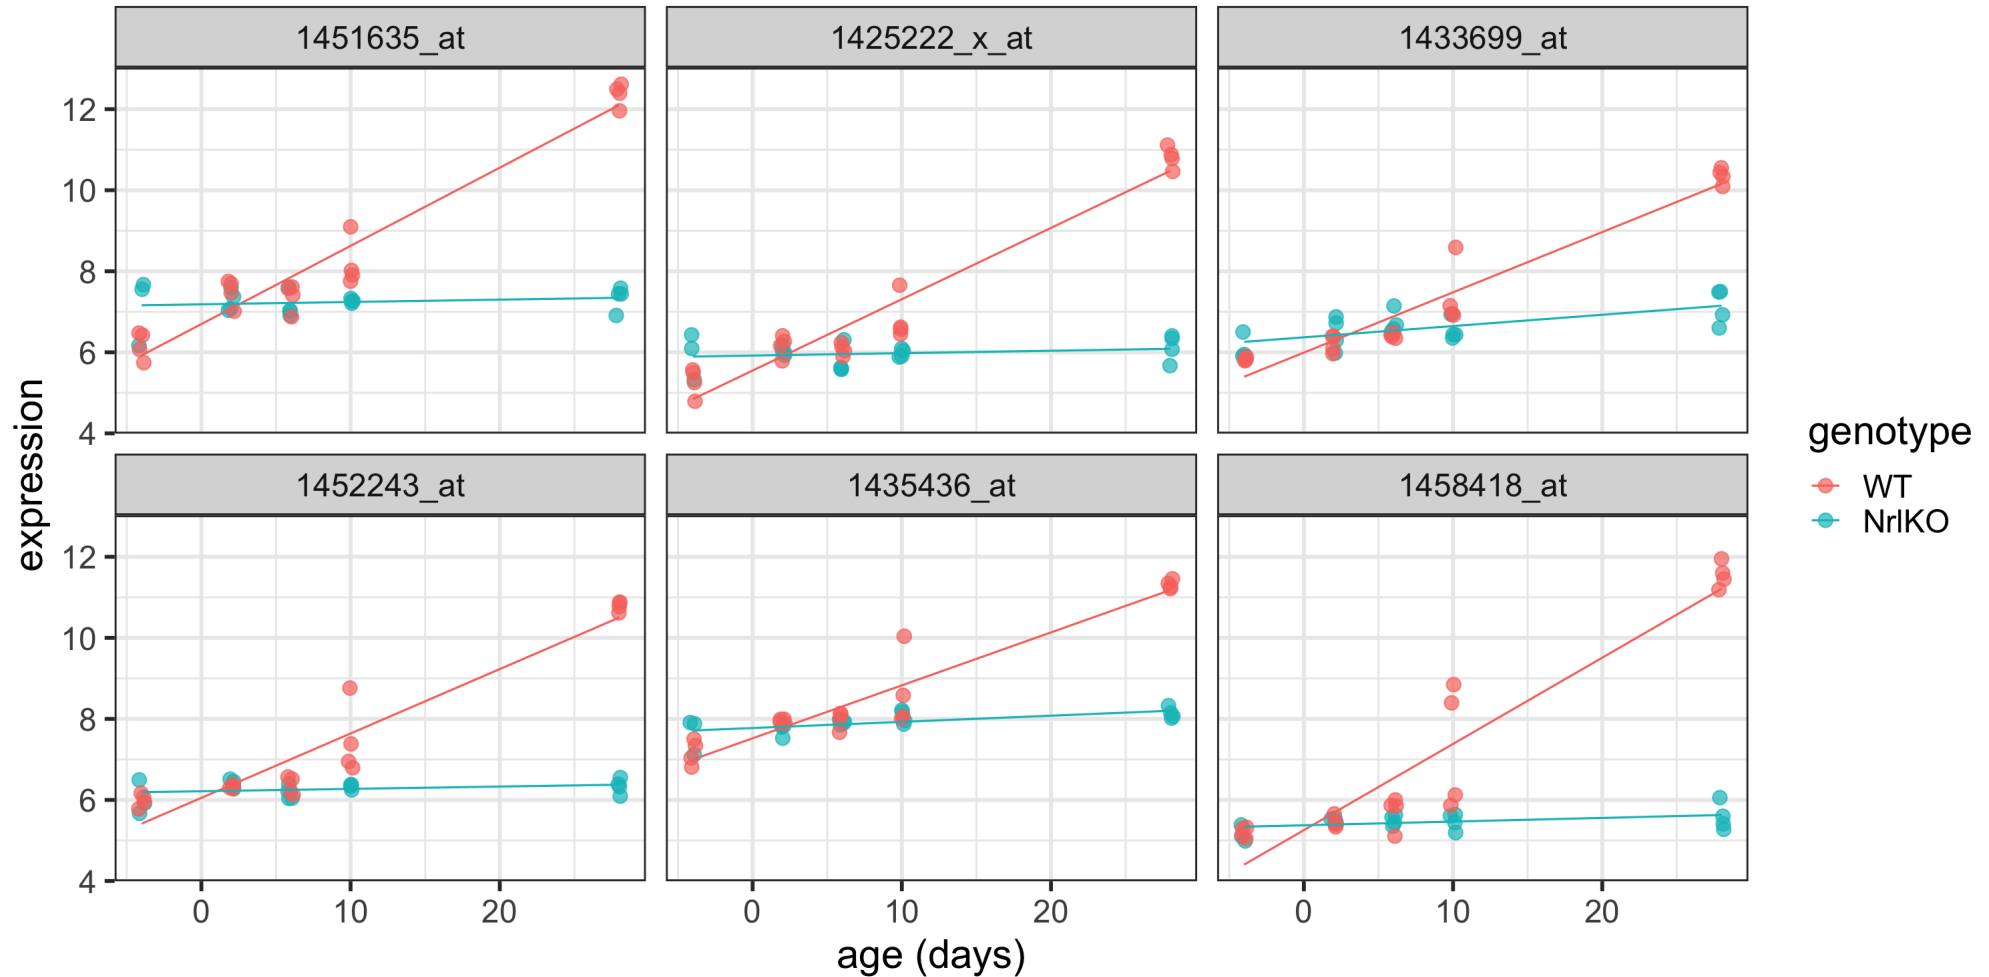 1451635_at 1425222_x_at 1433699_at
12
10
8
6
4
1452243_at 1435436_at 1458418_at
12
10
8
6
4
0 10 20 0 10 20 0 10 20
age (days)
expression
genotype
WT
NrlKO